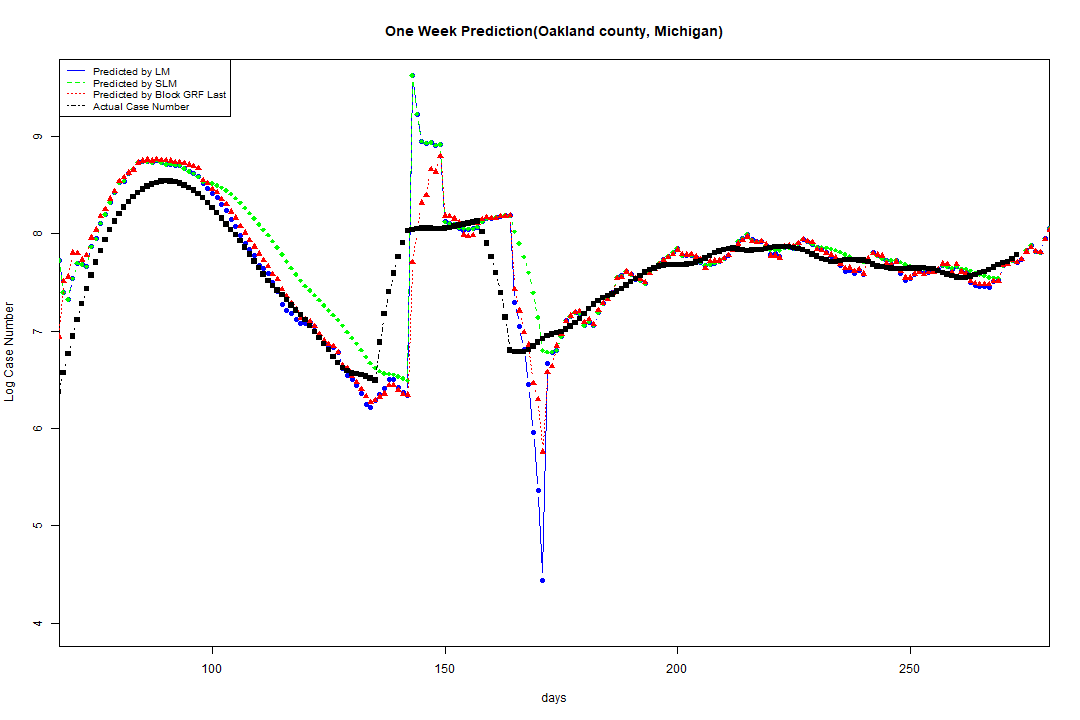 One Week Prediction(Oakland county, Michigan)
Predicted by LM
Predicted by SLM
Predicted by Block GRF Last
Actual Case Number
Log Case Number
9
8
7
6
5
4
100 150 200 250
days